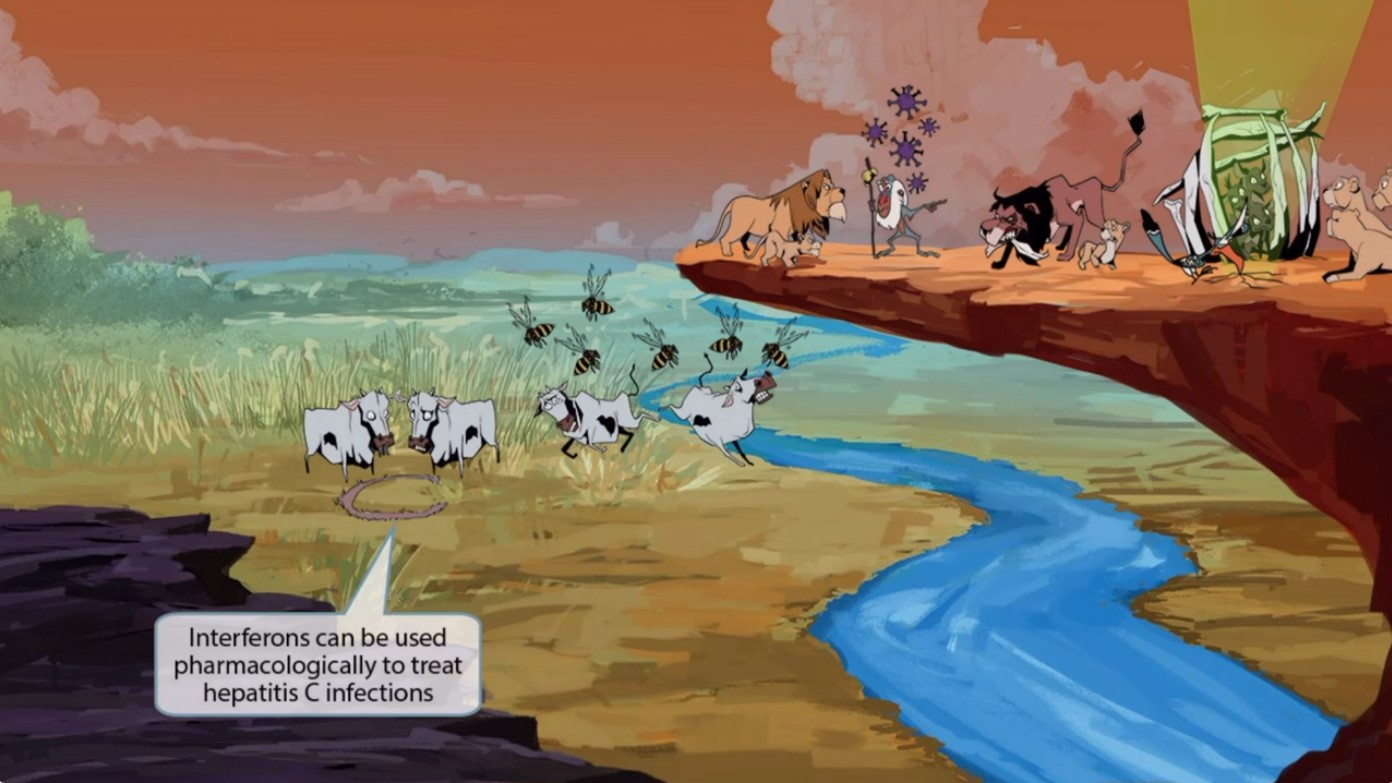 Interferons can be used
pharmacologically to treat
hepatitis C infections